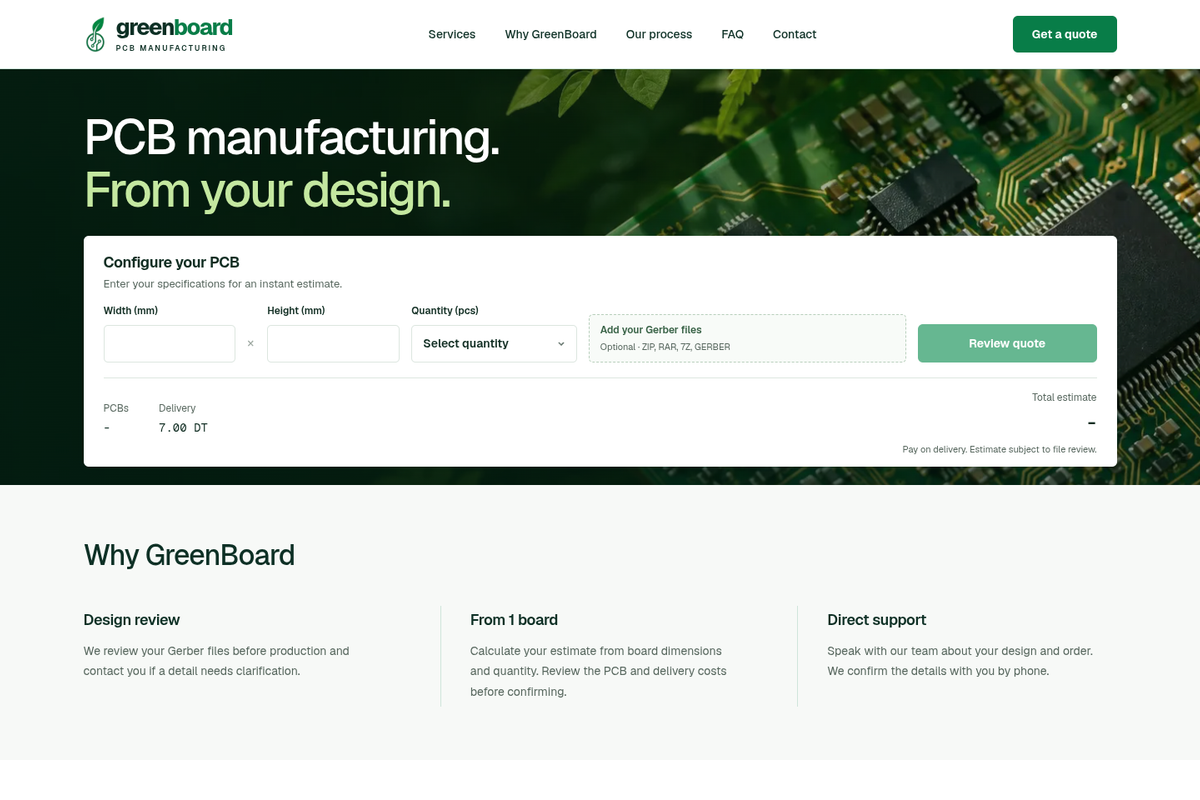 greenboard
PCB MANUFACTURING
Services
Why GreenBoard
Our process
FAQ
Contact
Get a quote
PCB manufacturing.
From your design.
Configure your PCB
Enter your specifications for an instant estimate.
Width (mm)
×
Height (mm)
Quantity (pcs)
Select quantity
Add your Gerber files
Optional · ZIP, RAR, 7Z, GERBER
Review quote
PCBs
-
Delivery
7.00 DT
Total estimate
-
Pay on delivery. Estimate subject to file review.
Why GreenBoard
Design review
We review your Gerber files before production and
contact you if a detail needs clarification.
From 1 board
Calculate your estimate from board dimensions
and quantity. Review the PCB and delivery costs
before confirming.
Direct support
Speak with our team about your design and order.
We confirm the details with you by phone.